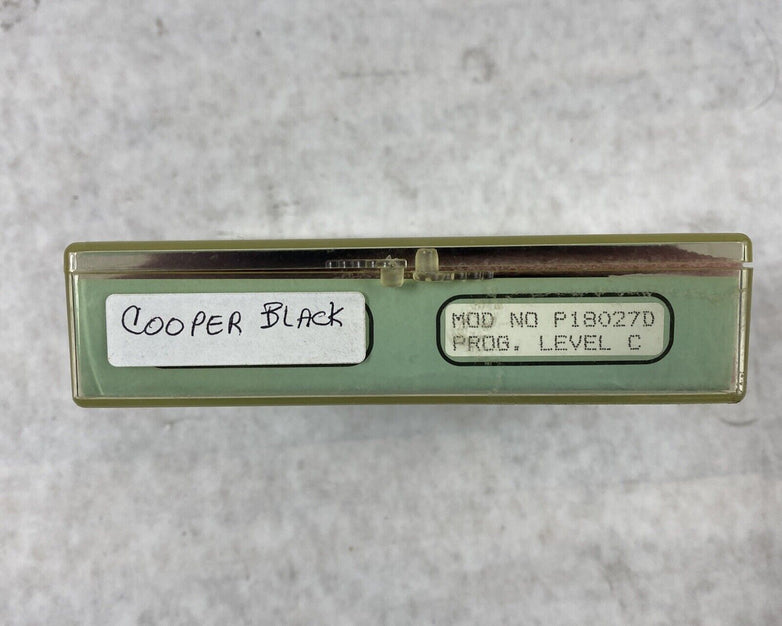 COOPER BLACK
MOD NO P18027D
PROG. LEVEL C